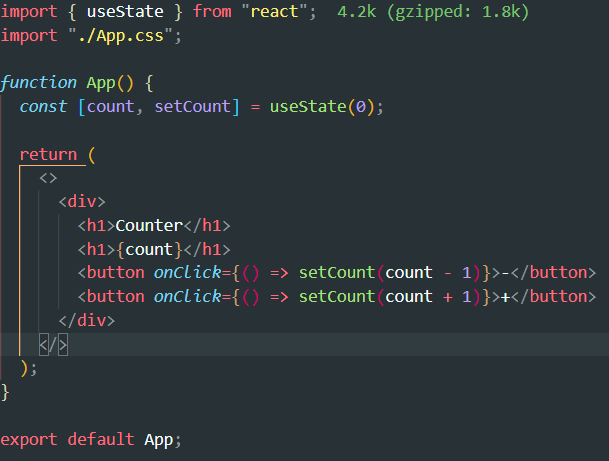 import { useState } from "react";  4.2k (gzipped: 1.8k)
import "./App.css";

function App() {
  const [count, setCount] = useState(0);

  return (
    <>
      <div>
        <h1>Counter</h1>
        <h1>{count}</h1>
        <button onClick={() => setCount(count - 1)}>-</button>
        <button onClick={() => setCount(count + 1)}>+</button>
      </div>
    </>
  );
}

export default App;